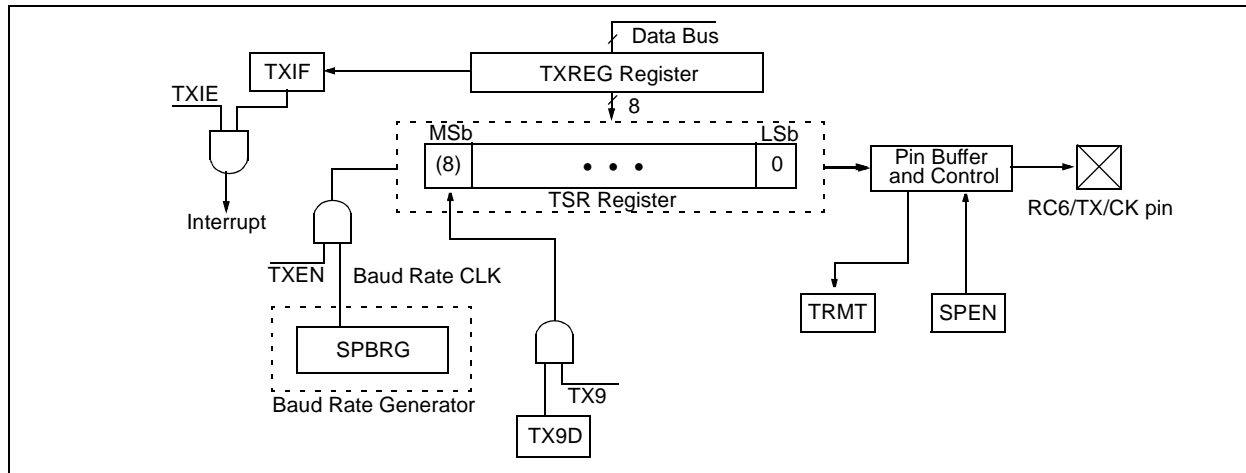 Data Bus
TXIF
TXREG Register
TXIE
8
MSb
LSb
(8)
• • •
0
Pin Buffer
and Control
TSR Register
Interrupt
RC6/TX/CK pin
TXEN
Baud Rate CLK
TRMT
SPEN
SPBRG
TX9
Baud Rate Generator
TX9D